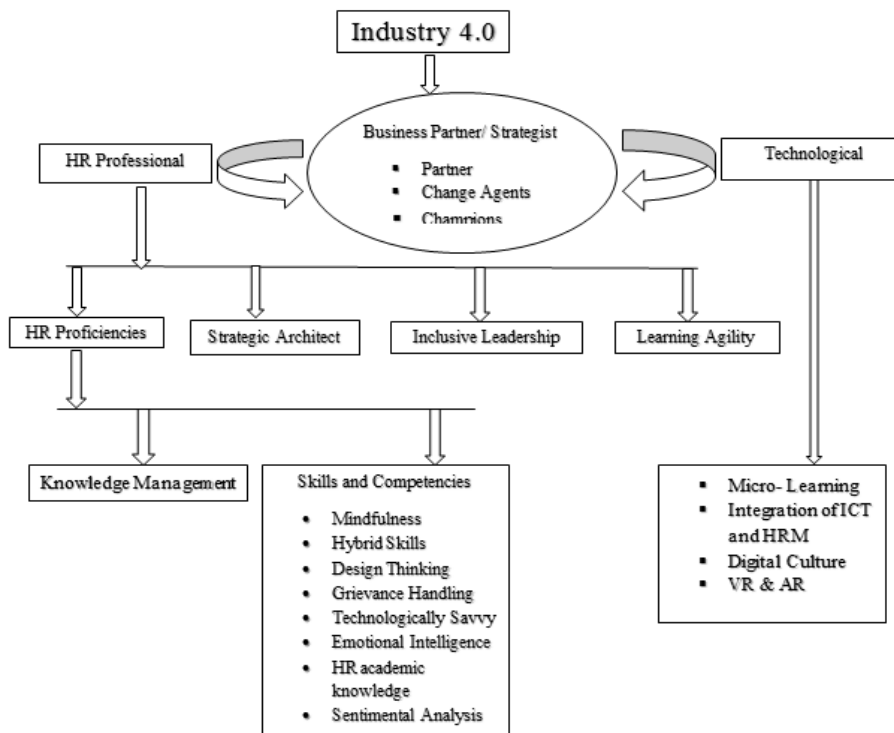 Industry 4.0
Business Partner/ Strategist
Partner
Change Agents
Champions
HR Professional
Technological
HR Proficiencies
Strategic Architect
Inclusive Leadership
Learning Agility
Knowledge Management
Skills and Competencies
Mindfulness
Hybrid Skills
Design Thinking
Grievance Handling
Technologically Savvy
Emotional Intelligence
HR academic
knowledge
Sentimental Analysis
Micro- Learning
Integration of ICT
and HRM
Digital Culture
VR & AR